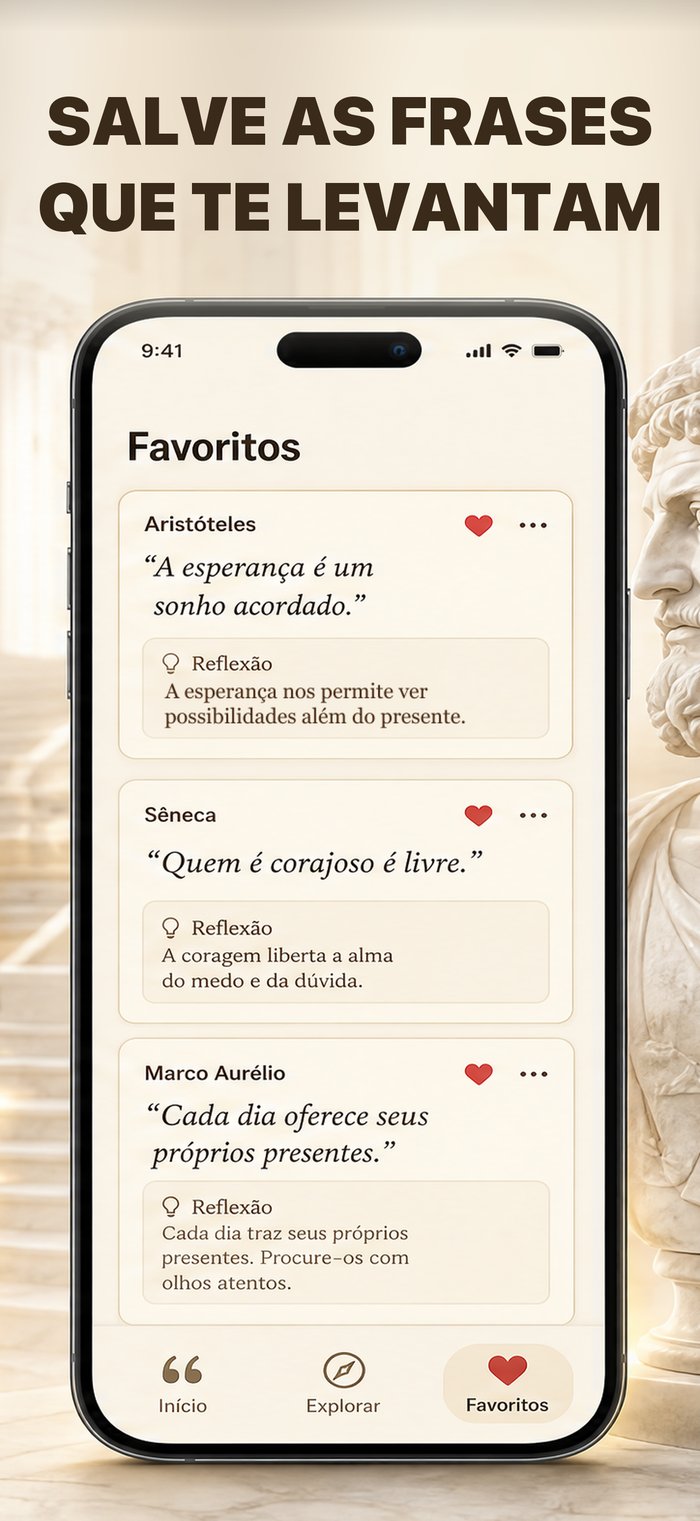 SALVE AS FRASES
QUE TE LEVANTAM
9:41
Favoritos
Aristóteles
“A esperança é um
sonho acordado.”
Reflexão
A esperança nos permite ver
possibilidades além do presente.
Sêneca
“Quem é corajoso é livre.”
Reflexão
A coragem liberta a alma
do medo e da dúvida.
Marco Aurélio
“Cada dia oferece seus
próprios presentes.”
Reflexão
Cada dia traz seus próprios
presentes. Procure-os com
olhos atentos.
Início
Explorar
Favoritos